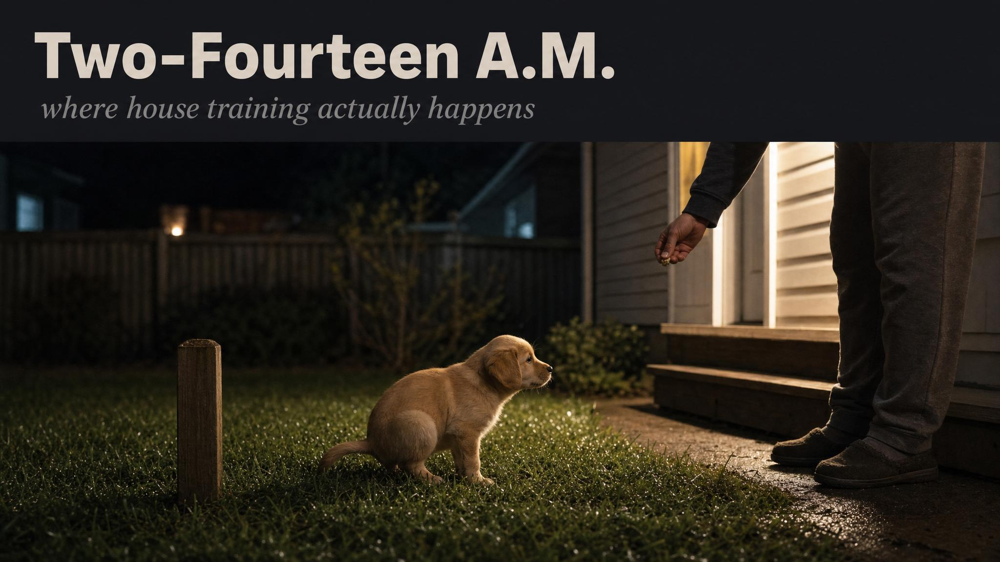 Two-Fourteen A.M.
where house training actually happens